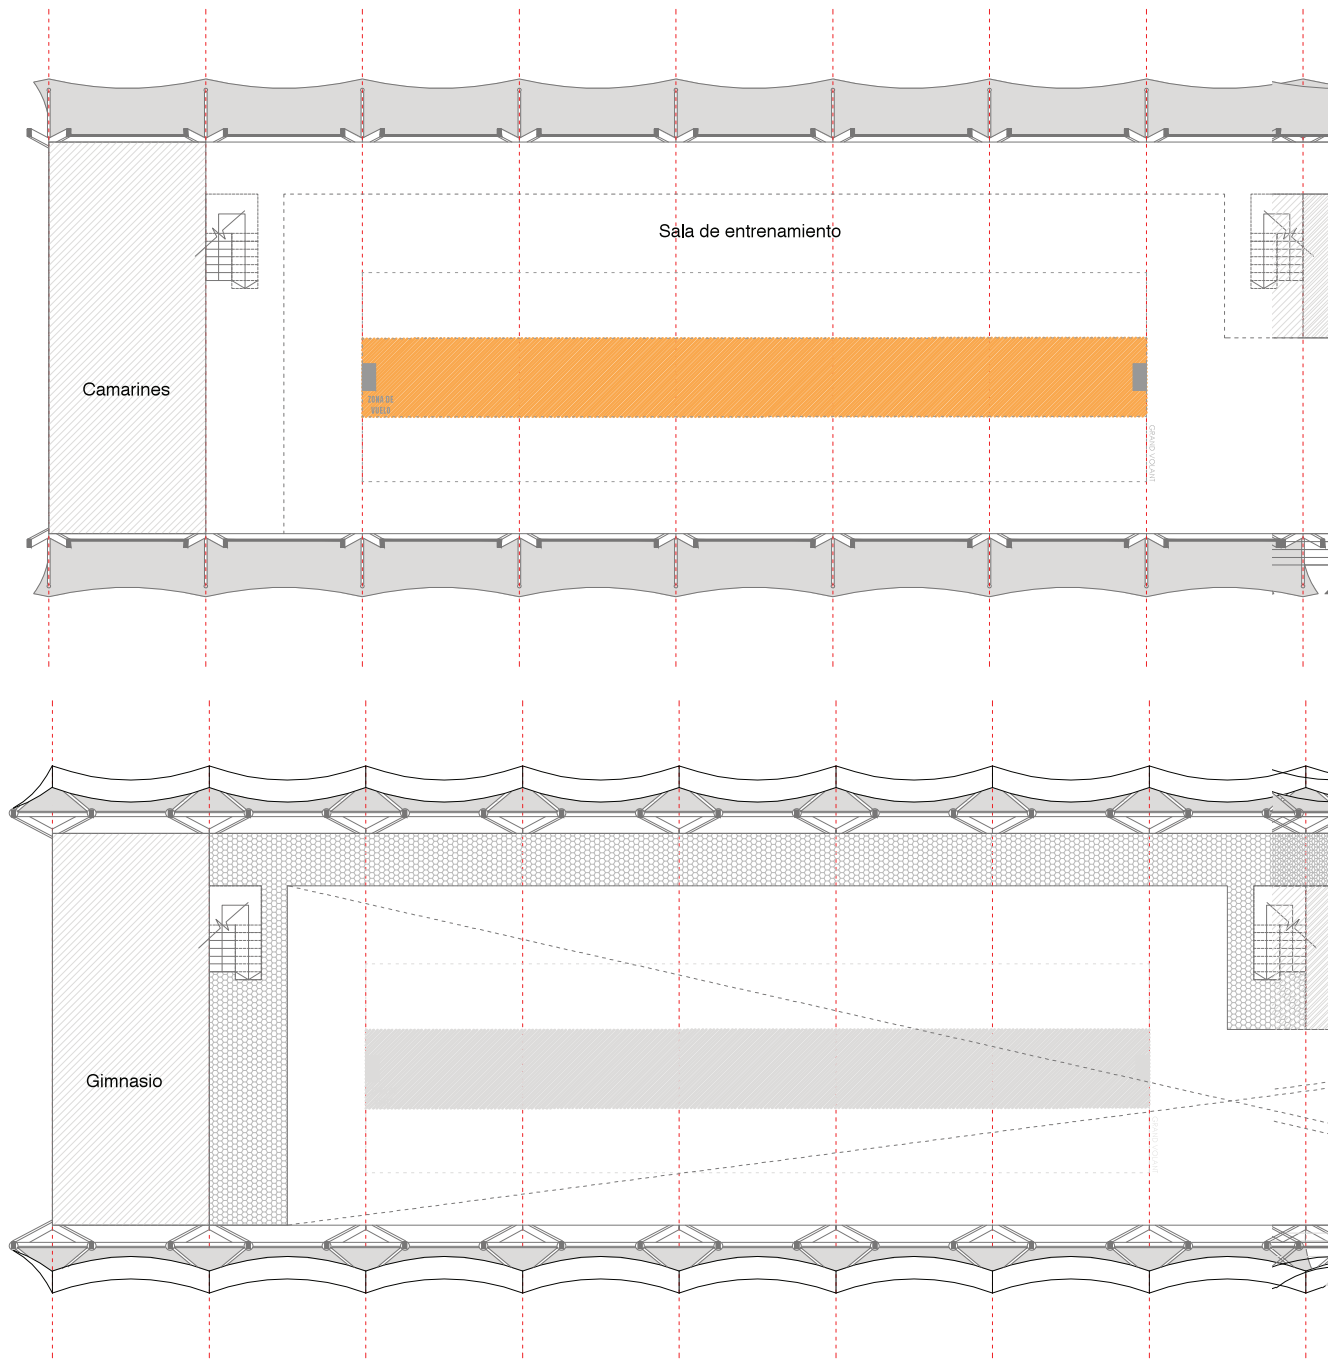 Sala de entrenamiento
Camarines
ZONA DE
VUELO
GRAND VOLANT
Gimnasio